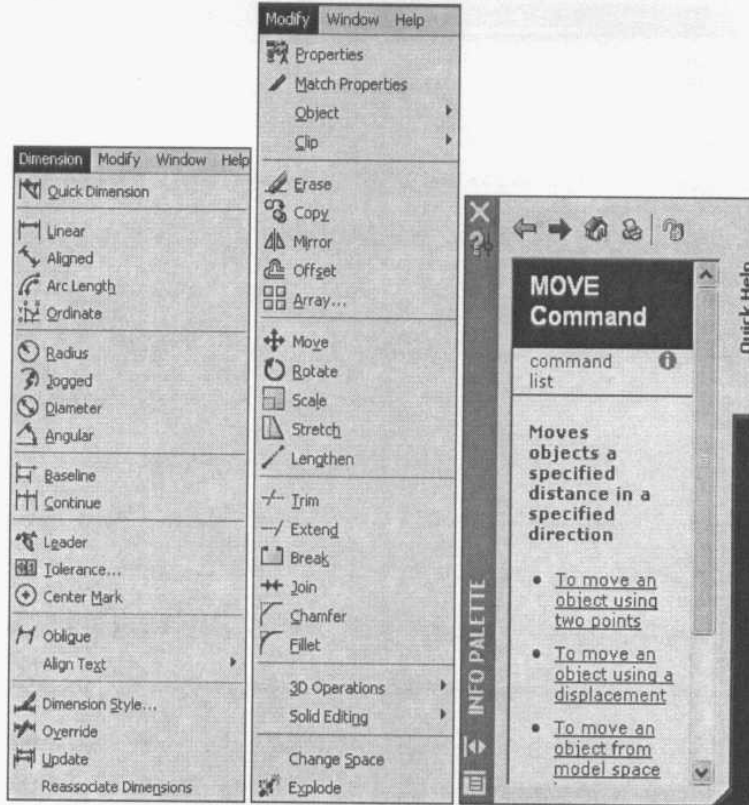 Dimension Modify Window Help
Quick Dimension
Linear
Aligned
Arc Length
Ordinate
Radius
Jogged
Diameter
Angular
Baseline
Continue
Leader
Tolerance...
Center Mark
Oblique
Align Text
Dimension Style...
Override
Update
Reassociate Dimensions
Modify Window Help
Properties
Match Properties
Object
Clip
Erase
Copy
Mirror
Offset
Array...
Move
Rotate
Scale
Stretch
Lengthen
Trim
Extend
Break
Join
Chamfer
Fillet
3D Operations
Solid Editing
Change Space
Explode
INFO PALETTE
MOVE
Command
command
list
Moves
objects a
specified
distance in a
specified
direction
• To move an
object using
two points
• To move an
object using a
displacement
• To move an
object from
model space
Quick Help